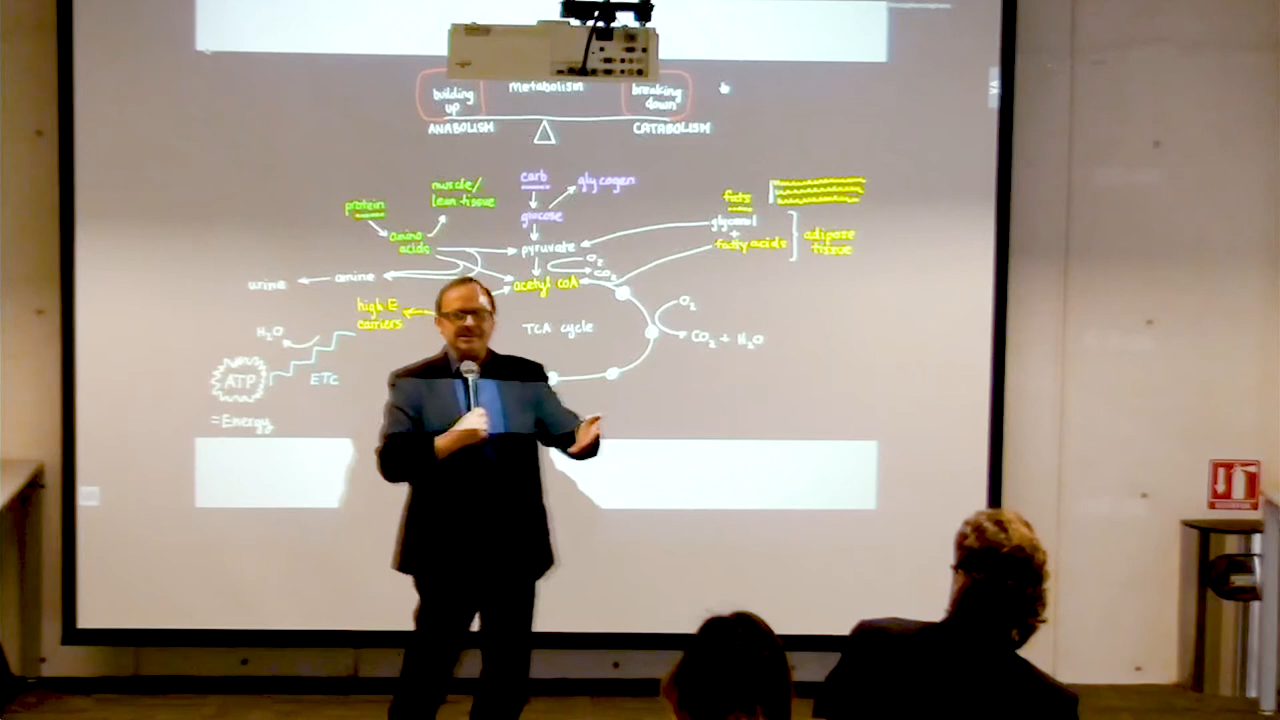 metabolism
building
up
breaking
down
ANABOLISM
CATABOLISM
protein
muscle/
lean tissue
carb
glycogen
fats
glucose
glycerol
+
amino
acids
pyruvate
fatty acids
adipose
tissue
O2
CO2
urine
amine
acetyl coA
high E
carriers
O2
TCA cycle
CO2 + H2O
H2O
ATP
ETC
=Energy